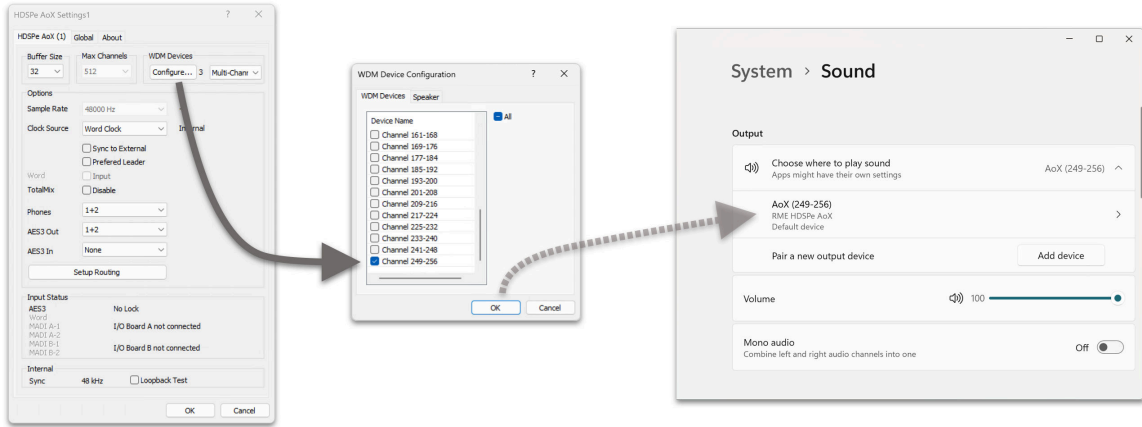 HDSPe AoX Settings1 ? ×
HDSPe AoX (1) Global About
Buffer Size Max Channels WDM Devices
32 512 Configure... 3 Multi-Chanr
Options
Sample Rate 48000 Hz
Clock Source Word Clock
Sync to External
Prefered Leader
Word Input
TotalMix Disable
Phones 1+2
AES3 Out 1+2
AES3 In None
Setup Routing
Input Status
AES3 No Lock
Word
MADI A-1 I/O Board A not connected
MADI A-2
MADI B-1 I/O Board B not connected
MADI B-2
Internal
Sync 48 kHz Loopback Test
OK Cancel
WDM Device Configuration ? ×
WDM Devices Speaker
Device Name All
Channel 161-168
Channel 169-176
Channel 177-184
Channel 185-192
Channel 193-200
Channel 201-208
Channel 209-216
Channel 217-224
Channel 225-232
Channel 233-240
Channel 241-248
Channel 249-256
OK Cancel
System > Sound
Output
Choose where to play sound AoX (249-256)
Apps might have their own settings
AoX (249-256)
RME HDSPe AoX
Default device
Pair a new output device Add device
Volume 100
Mono audio Off
Combine left and right audio channels into one